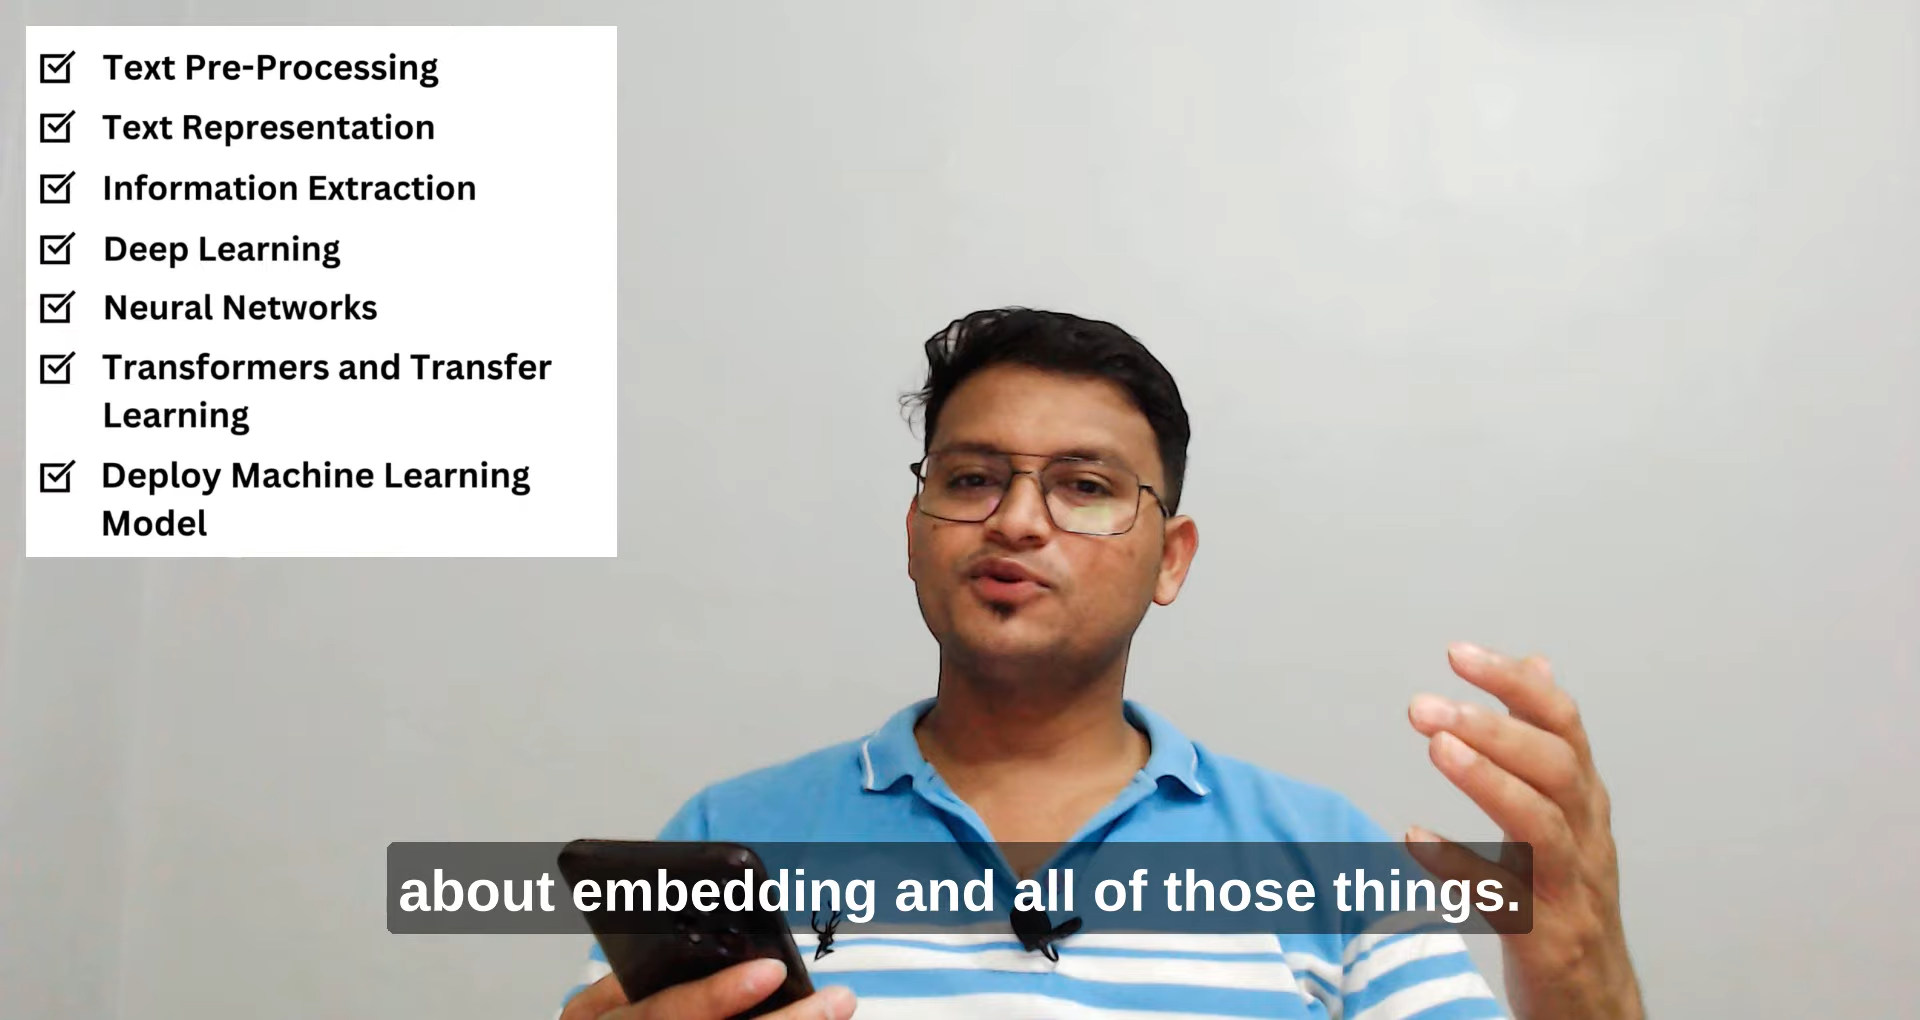 Text Pre-Processing
Text Representation
Information Extraction
Deep Learning
Neural Networks
Transformers and Transfer
Learning
Deploy Machine Learning
Model
about embedding and all of those things.